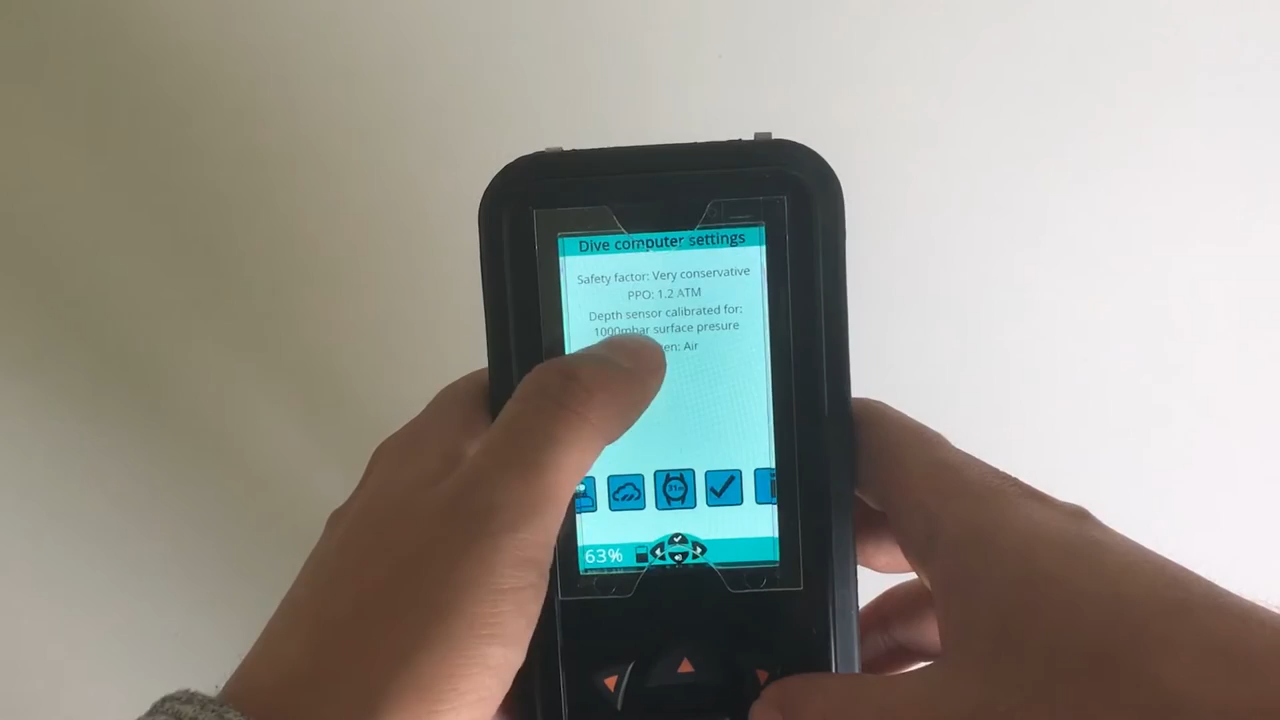 Dive computer settings
Safety factor: Very conservative
PPO: 1.2 ATM
Depth sensor calibrated for:
1000mbar surface presure
Air
63%